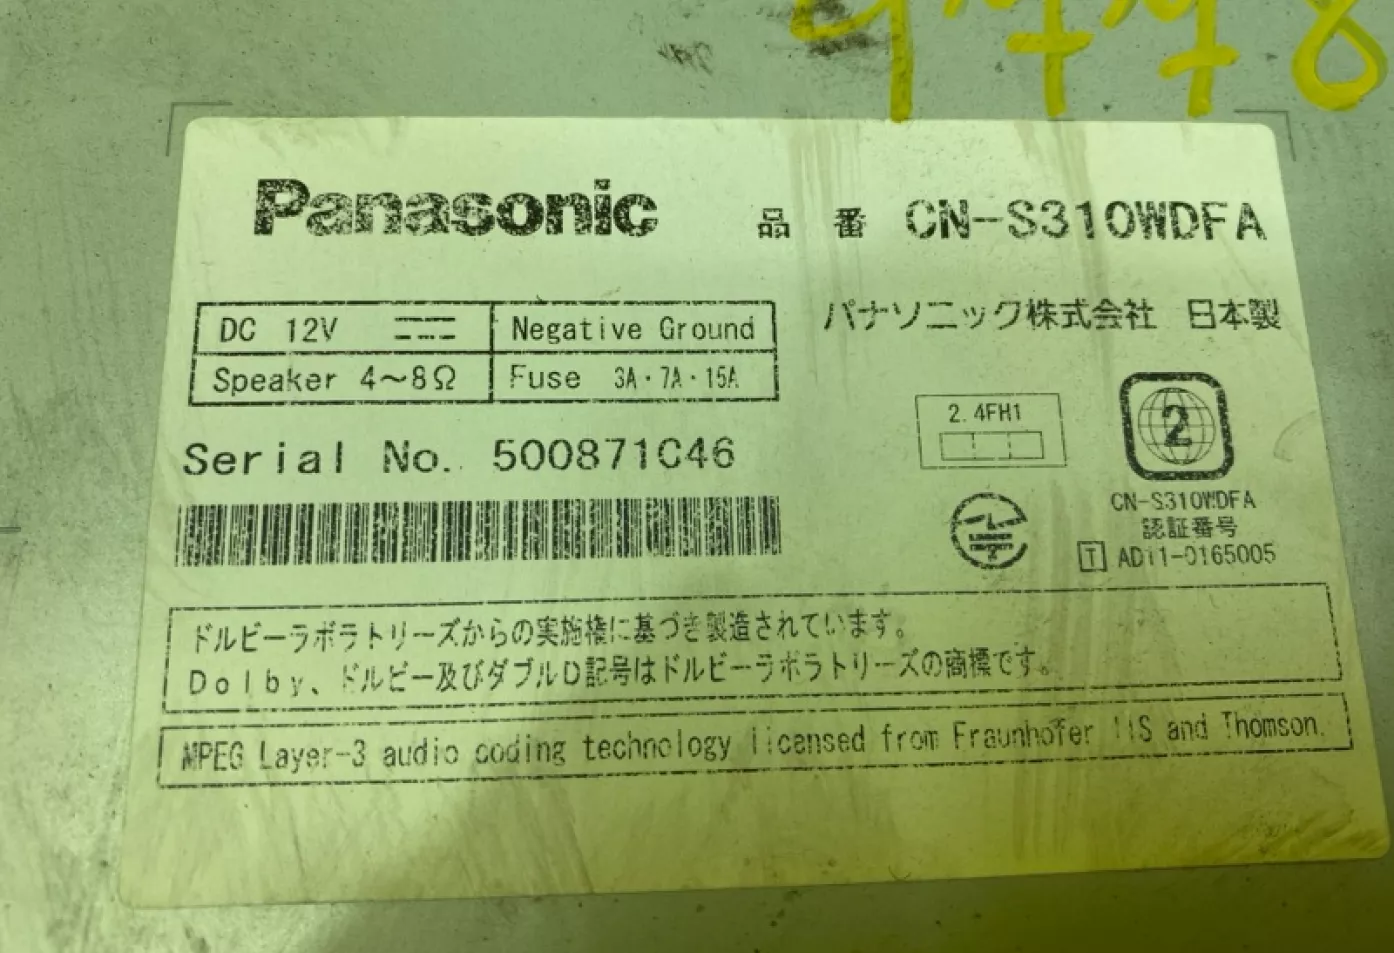 Panasonic 品番 CN-S310WDFA
DC 12V Negative Ground
Speaker 4~8Ω Fuse 3A・7A・15A
パナソニック株式会社 日本製
Serial No. 500871C46
2.4FH1
2
CN-S310WDFA
認証番号
T AD11-0165005
ドルビーラボラトリーズからの実施権に基づき製造されています。
Dolby、ドルビー及びダブルD記号はドルビーラボラトリーズの商標です。
MPEG Layer-3 audio coding technology licensed from Fraunhofer IIS and Thomson.